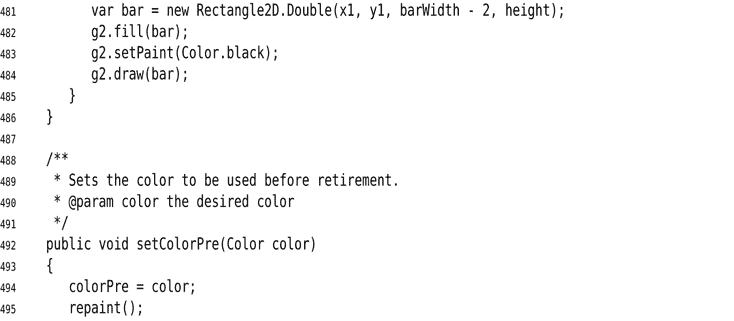 481         var bar = new Rectangle2D.Double(x1, y1, barWidth - 2, height);
482         g2.fill(bar);
483         g2.setPaint(Color.black);
484         g2.draw(bar);
485      }
486   }
487
488   /**
489    * Sets the color to be used before retirement.
490    * @param color the desired color
491    */
492   public void setColorPre(Color color)
493   {
494      colorPre = color;
495      repaint();